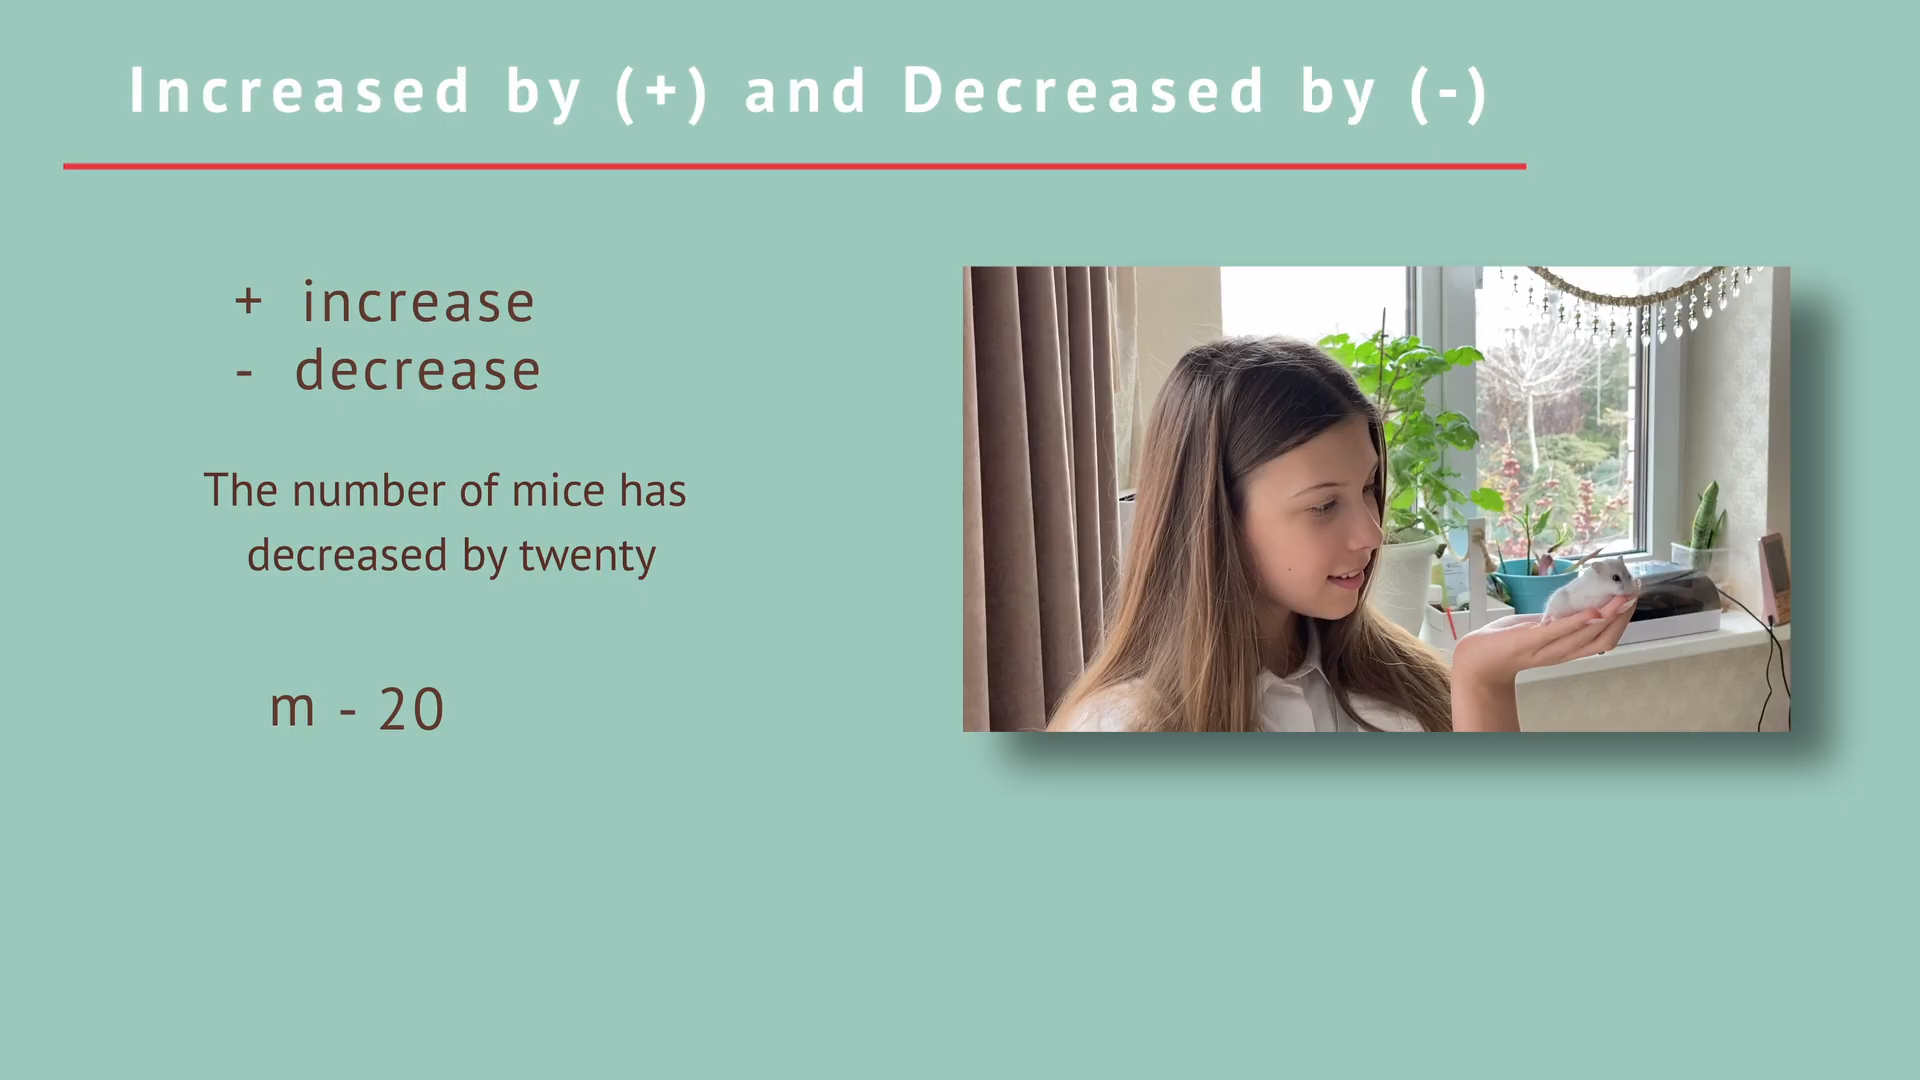 Increased by (+) and Decreased by (-)
+ increase
- decrease
The number of mice has
decreased by twenty
m - 20